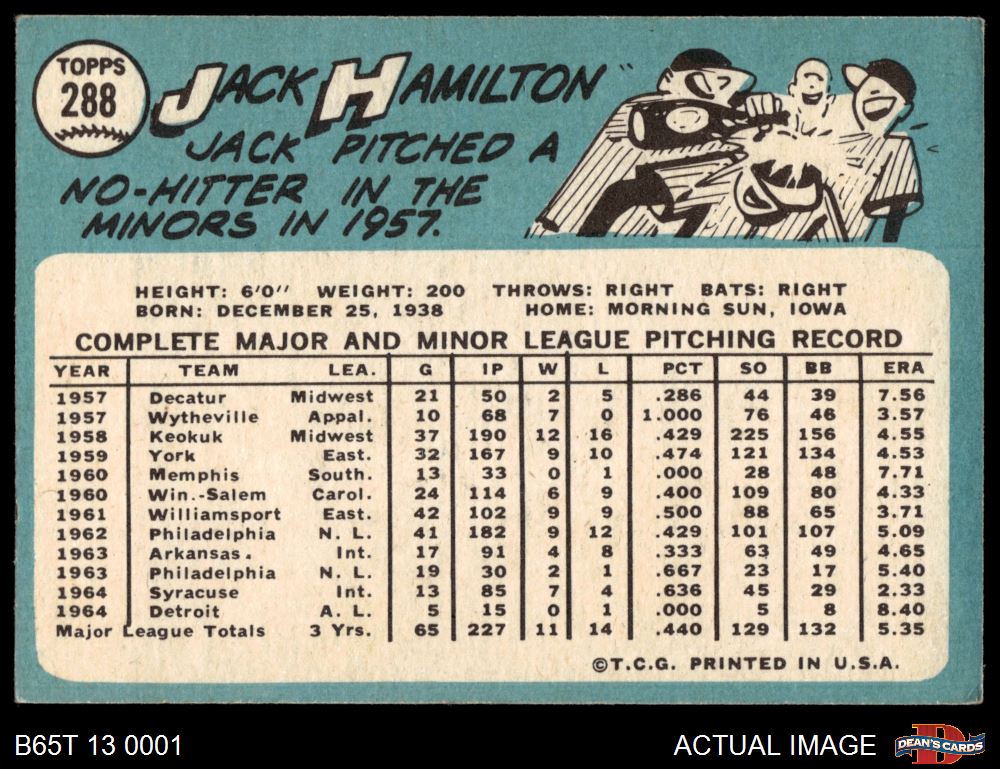 TOPPS
288
JACK HAMILTON
JACK PITCHED A
NO-HITTER IN THE
MINORS IN 1957.
HEIGHT: 6'0" WEIGHT: 200 THROWS: RIGHT BATS: RIGHT
BORN: DECEMBER 25, 1938 HOME: MORNING SUN, IOWA
COMPLETE MAJOR AND MINOR LEAGUE PITCHING RECORD
YEAR TEAM LEA. G IP W L PCT SO BB ERA
1957 Decatur Midwest 21 50 2 5 .286 44 39 7.56
1957 Wytheville Appal. 10 68 7 0 1.000 76 46 3.57
1958 Keokuk Midwest 37 190 12 16 .429 225 156 4.55
1959 York East. 32 167 9 10 .474 121 134 4.53
1960 Memphis South. 13 33 0 1 .000 28 48 7.71
1960 Win.-Salem Carol. 24 114 6 9 .400 109 80 4.33
1961 Williamsport East. 42 102 9 9 .500 88 65 3.71
1962 Philadelphia N. L. 41 182 9 12 .429 101 107 5.09
1963 Arkansas. Int. 17 91 4 8 .333 63 49 4.65
1963 Philadelphia N. L. 19 30 2 1 .667 23 17 5.40
1964 Syracuse Int. 13 85 7 4 .636 45 29 2.33
1964 Detroit A. L. 5 15 0 1 .000 5 8 8.40
Major League Totals 3 Yrs. 65 227 11 14 .440 129 132 5.35
©T.C.G. PRINTED IN U.S.A.
B65T 13 0001 ACTUAL IMAGE D DEAN'S CARDS